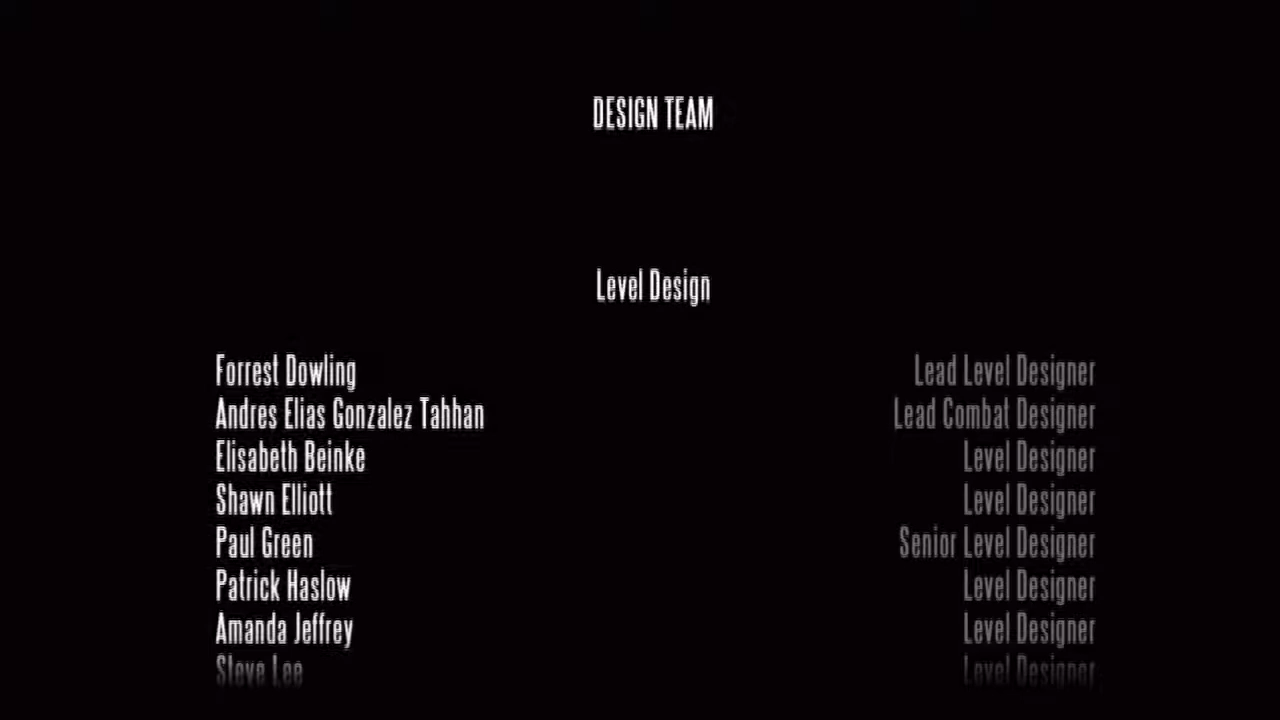 DESIGN TEAM
Level Design
Forrest Dowling Lead Level Designer
Andres Elias Gonzalez Tahhan Lead Combat Designer
Elisabeth Beinke Level Designer
Shawn Elliott Level Designer
Paul Green Senior Level Designer
Patrick Haslow Level Designer
Amanda Jeffrey Level Designer
Steve Lee Level Designer